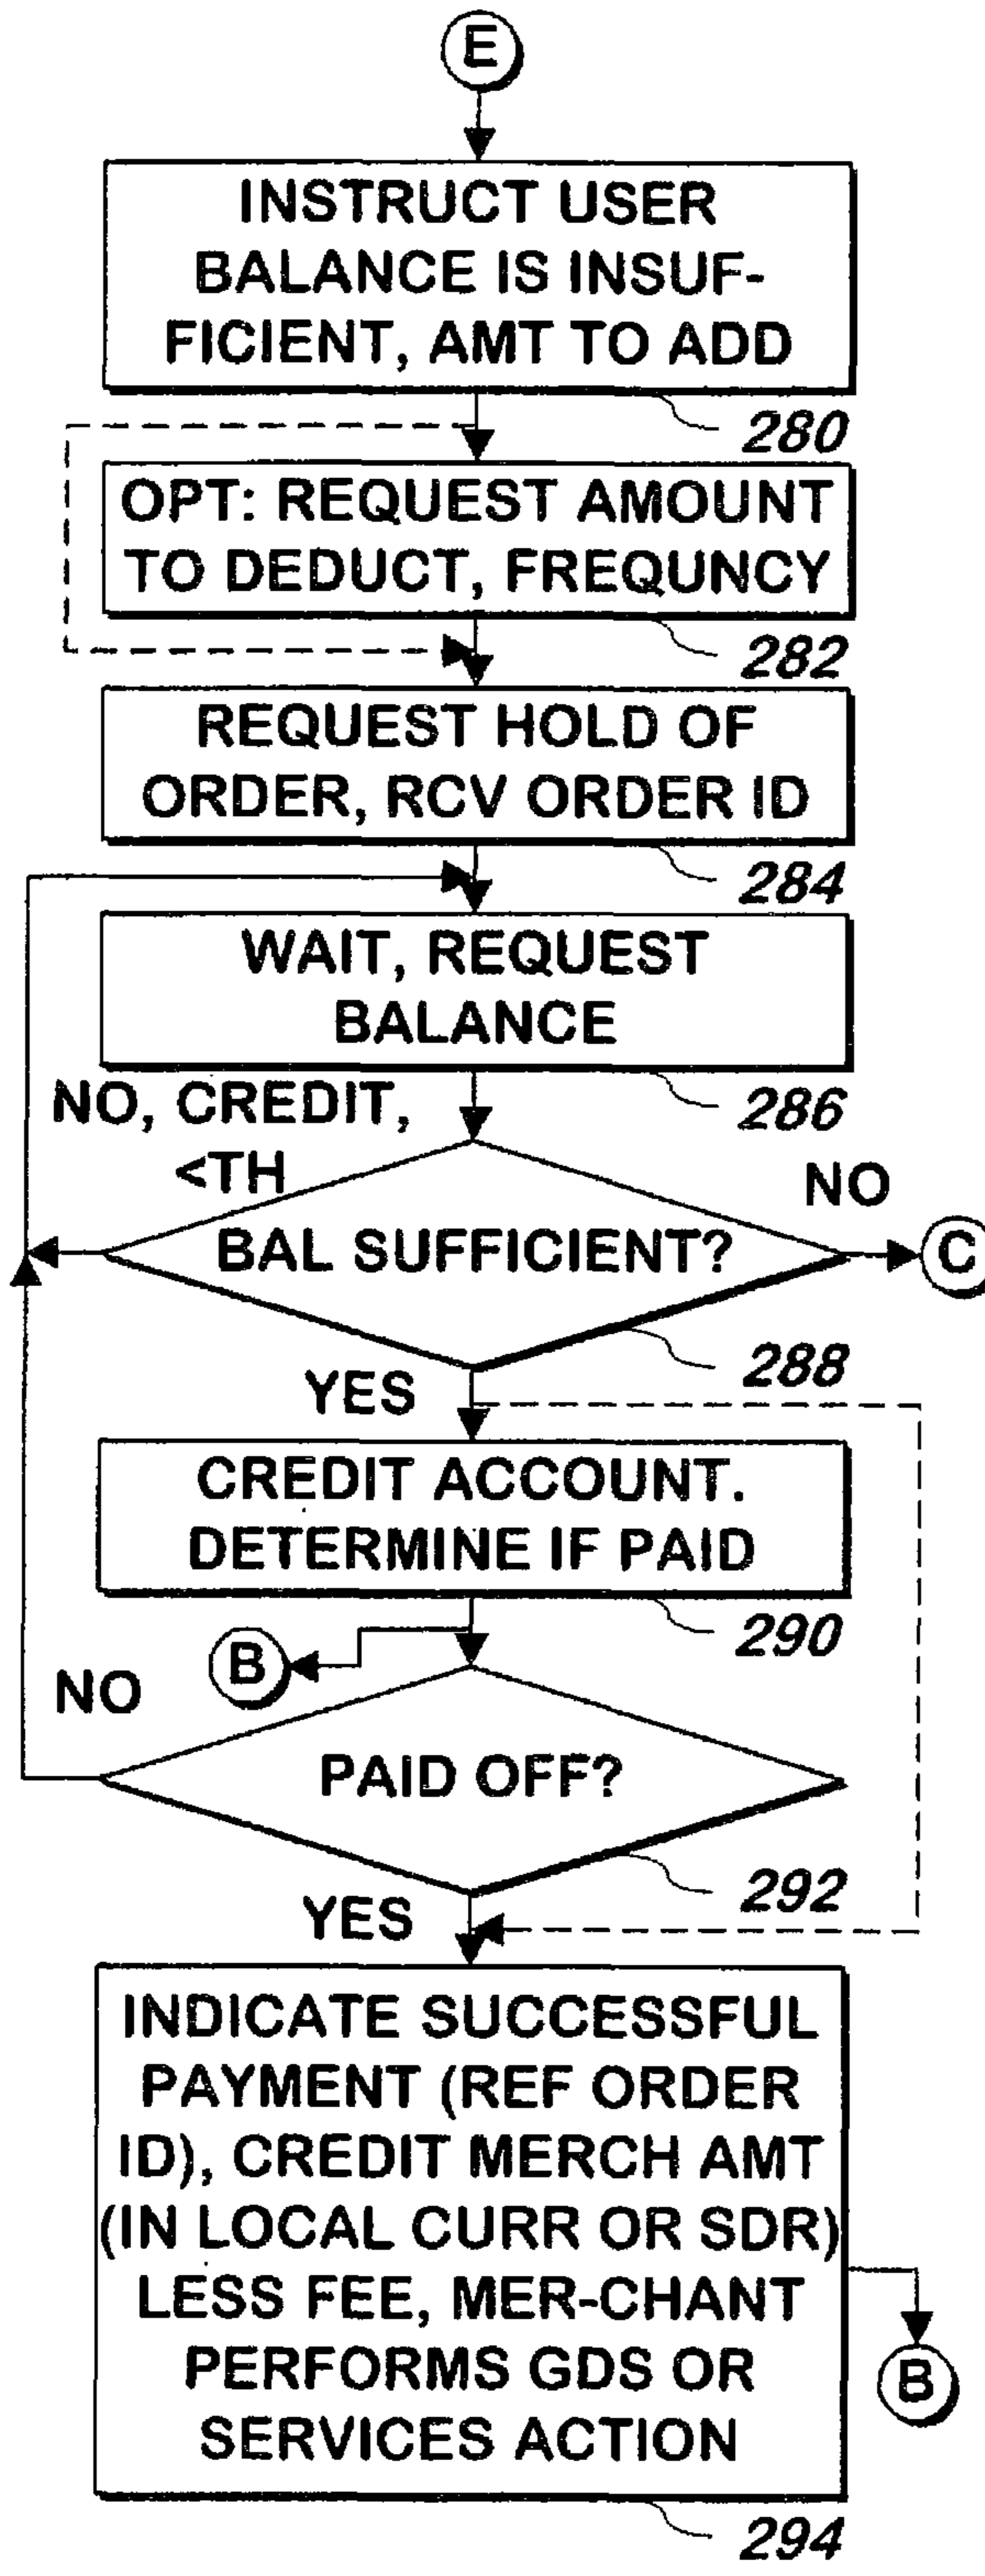 E
INSTRUCT USER
BALANCE IS INSUF-
FICIENT, AMT TO ADD
280
OPT: REQUEST AMOUNT
TO DEDUCT, FREQUNCY
282
REQUEST HOLD OF
ORDER, RCV ORDER ID
284
WAIT, REQUEST
BALANCE
286
NO, CREDIT,
<TH
NO
BAL SUFFICIENT?
C
288
YES
CREDIT ACCOUNT.
DETERMINE IF PAID
290
B
NO
PAID OFF?
292
YES
INDICATE SUCCESSFUL
PAYMENT (REF ORDER
ID), CREDIT MERCH AMT
(IN LOCAL CURR OR SDR)
LESS FEE, MER-CHANT
PERFORMS GDS OR
SERVICES ACTION
B
294